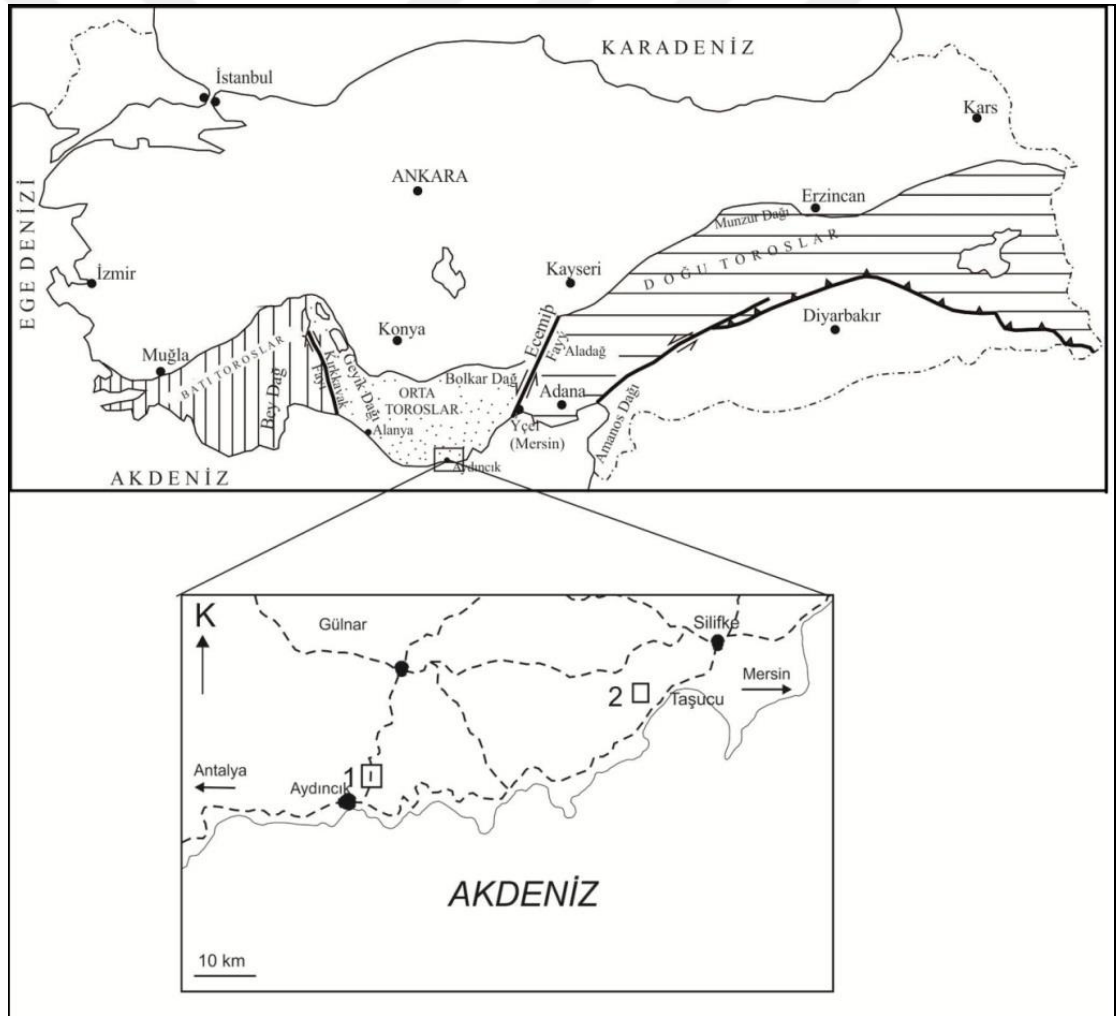 KARADENİZ
İstanbul
Kars
ANKARA
EGE DENİZİ
Erzincan
Munzur Dağı
DOĞU TOROSLAR
İzmir
Kayseri
Diyarbakır
Konya
Ecemiþ
Fayý
Aladağ
Muğla
BATI TOROSLAR
Bey Dağ
Kırkkavak
Fayı
Geyik Dağı
Bolkar Dağ
ORTA
TOROSLAR
Adana
Yçel
(Mersin)
Amanos Dağı
Alanya
Aydıncık
AKDENİZ
K
Gülnar
Silifke
Mersin
2
Taşucu
Antalya
1
Aydıncık
AKDENİZ
10 km